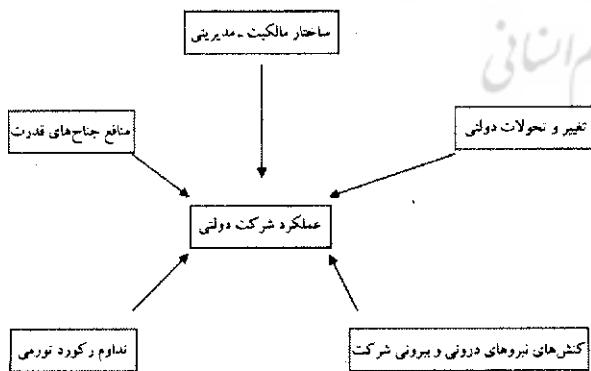 ساختار مالکیت ـ مدیریتی
م انسانی
تغییر و تحولات دولتی
منافع جناح‌های قدرت
عملکرد شرکت دولتی
کنش‌های نیروهای درونی و بیرونی شرکت
تداوم رکورد تورمی